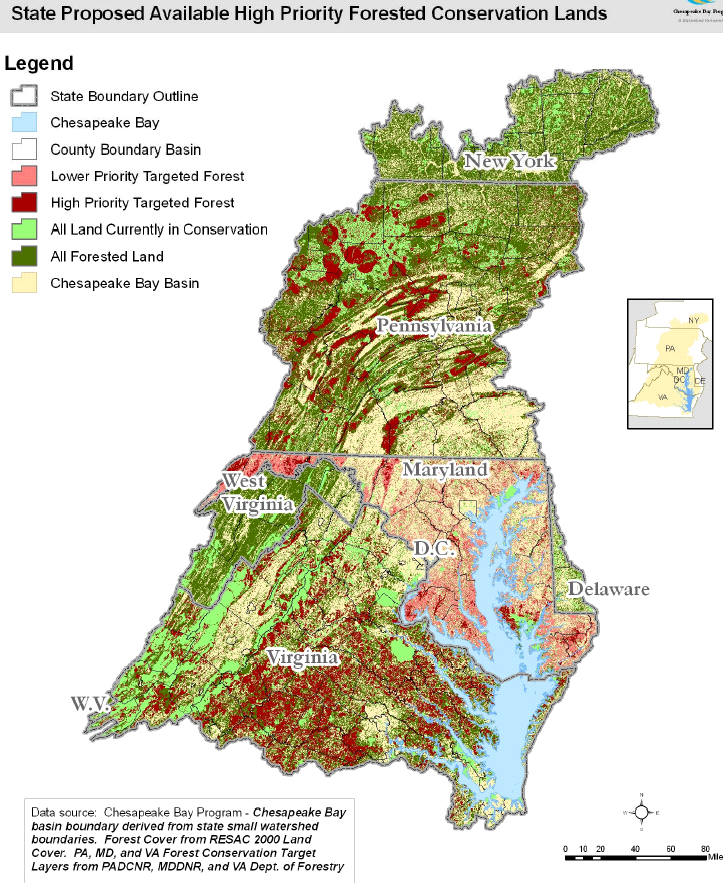 State Proposed Available High Priority Forested Conservation Lands
Chesapeake Bay
Legend
State Boundary Outline
Chesapeake Bay
County Boundary Basin
Lower Priority Targeted Forest
High Priority Targeted Forest
All Land Currently in Conservation
All Forested Land
Chesapeake Bay Basin
New York
Pennsylvania
NY
PA
MD
DC
DE
VA
Maryland
West
Virginia
D.C.
Delaware
Virginia
W.V.
Data source: Chesapeake Bay Program - Chesapeake Bay
basin boundary derived from state small watershed
boundaries. Forest Cover from RESAC 2000 Land
Cover. PA, MD, and VA Forest Conservation Target
Layers from PADCNR, MDDNR, and VA Dept. of Forestry
N
W E
S
0 10 20 40 60 80
Mile